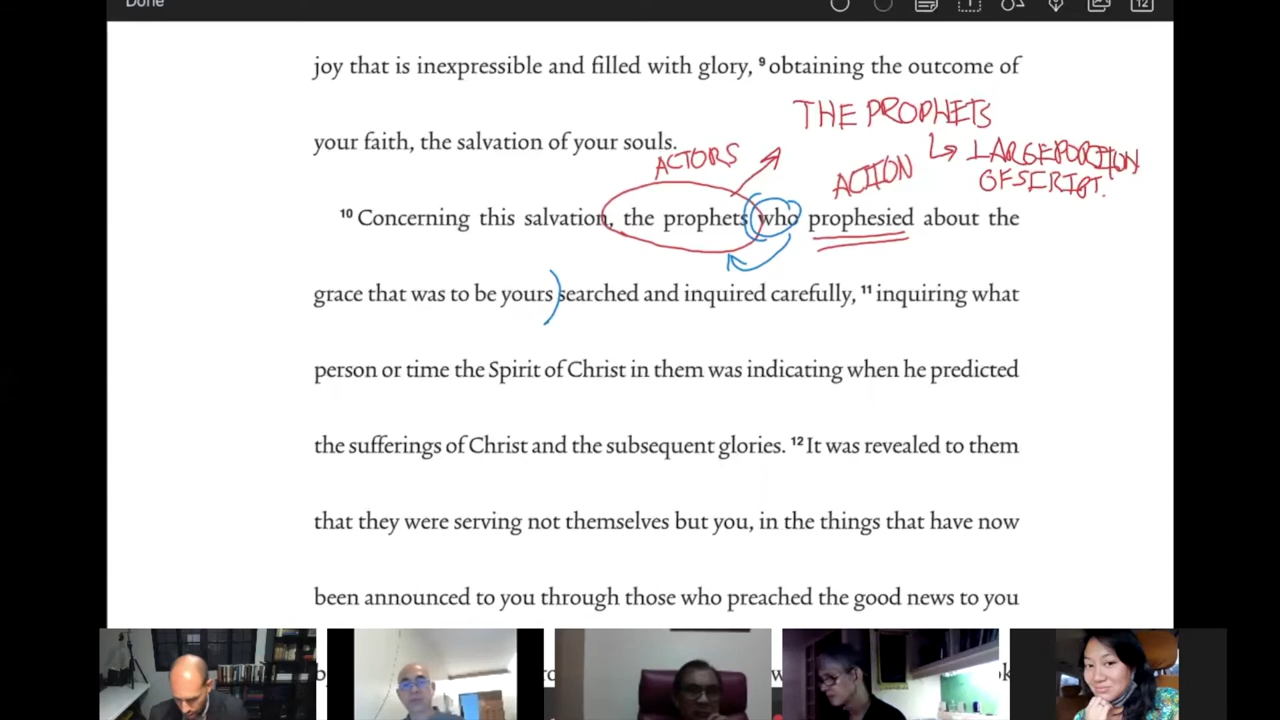 Done
12
joy that is inexpressible and filled with glory, ⁹ obtaining the outcome of
THE PROPHETS
your faith, the salvation of your souls.
ACTORS
ACTION
LARGE PORTION
OF SCRIPT.
¹⁰ Concerning this salvation, the prophets who prophesied about the
grace that was to be yours searched and inquired carefully, ¹¹ inquiring what
person or time the Spirit of Christ in them was indicating when he predicted
the sufferings of Christ and the subsequent glories. ¹² It was revealed to them
that they were serving not themselves but you, in the things that have now
been announced to you through those who preached the good news to you